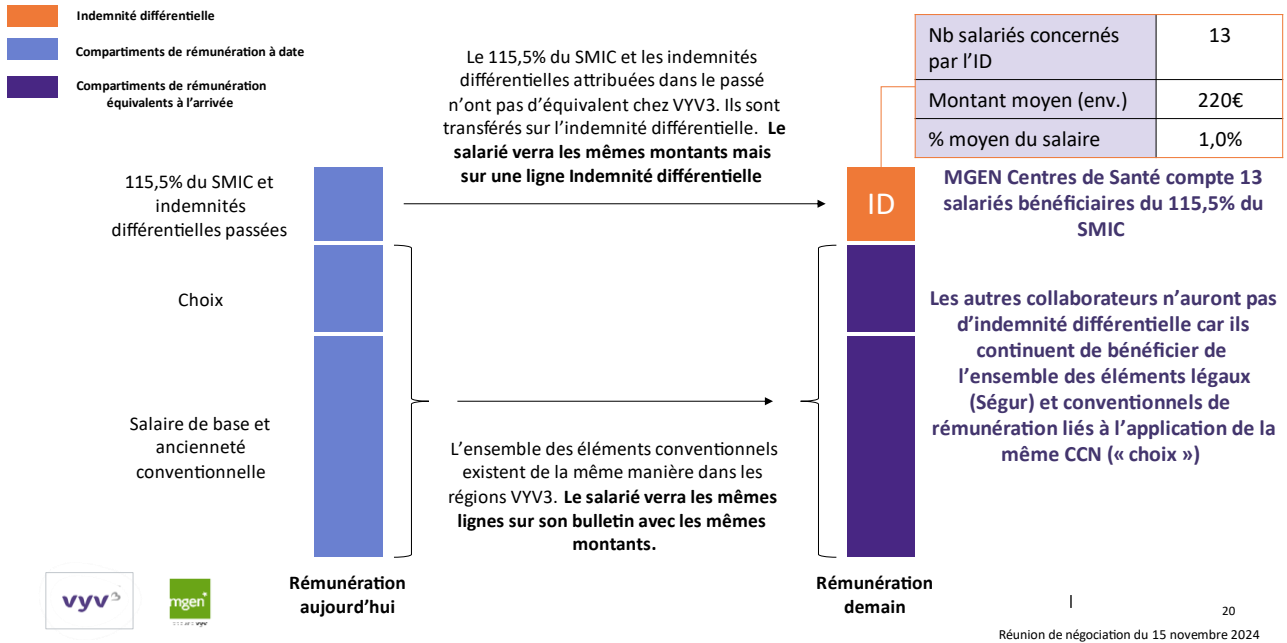 Indemnité différentielle
Compartiments de rémunération à date
Compartiments de rémunération
équivalents à l'arrivée
Le 115,5% du SMIC et les indemnités
différentielles attribuées dans le passé
n'ont pas d'équivalent chez VYV3. Ils sont
transférés sur l'indemnité différentielle. Le
salarié verra les mêmes montants mais
sur une ligne Indemnité différentielle
Nb salariés concernés
par l'ID
13
Montant moyen (env.)
220€
% moyen du salaire
1,0%
115,5% du SMIC et
indemnités
différentielles passées
ID
MGEN Centres de Santé compte 13
salariés bénéficiaires du 115,5% du
SMIC
Choix
Salaire de base et
ancienneté
conventionnelle
L'ensemble des éléments conventionnels
existent de la même manière dans les
régions VYV3. Le salarié verra les mêmes
lignes sur son bulletin avec les mêmes
montants.
Les autres collaborateurs n'auront pas
d'indemnité différentielle car ils
continuent de bénéficier de
l'ensemble des éléments légaux
(Ségur) et conventionnels de
rémunération liés à l'application de la
même CCN (« choix »)
Rémunération
aujourd'hui
Rémunération
demain
vyv3
mgen*
|
20
Réunion de négociation du 15 novembre 2024